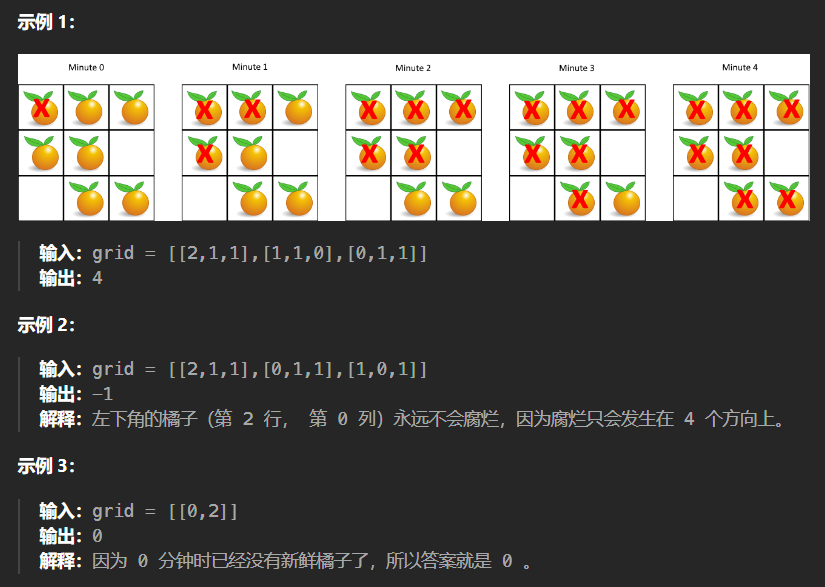 示例 1：
Minute 0 Minute 1 Minute 2 Minute 3 Minute 4
X X X X X X X X X X X X X X X X X X X X X
输入：grid = [[2,1,1],[1,1,0],[0,1,1]]
输出：4
示例 2：
输入：grid = [[2,1,1],[0,1,1],[1,0,1]]
输出：-1
解释：左下角的橘子（第 2 行， 第 0 列）永远不会腐烂，因为腐烂只会发生在 4 个方向上。
示例 3：
输入：grid = [[0,2]]
输出：0
解释：因为 0 分钟时已经没有新鲜橘子了，所以答案就是 0 。